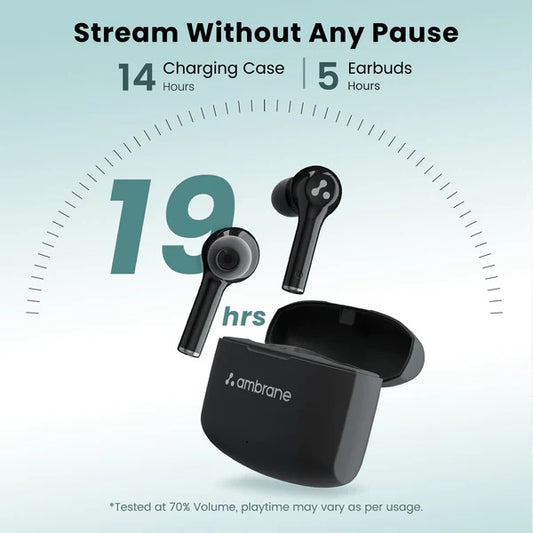 Stream Without Any Pause
14 Charging Case
Hours
5 Earbuds
Hours
19
hrs
ambrane
*Tested at 70% Volume, playtime may vary as per usage.